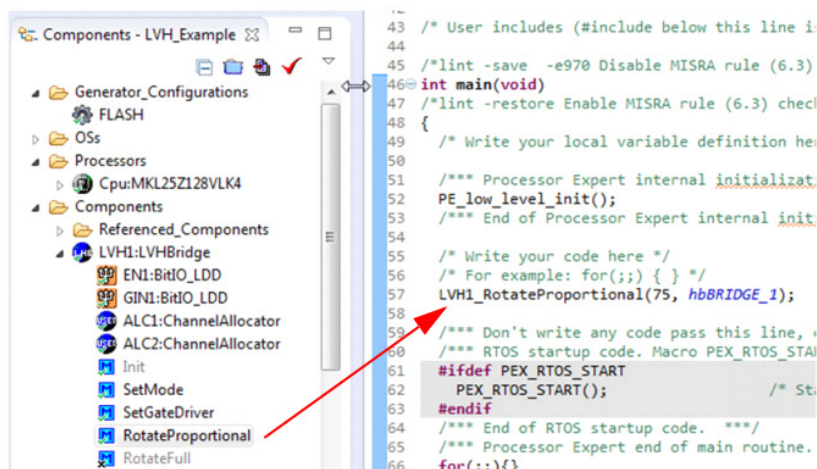 Components - LVH_Example
Generator_Configurations
FLASH
OSs
Processors
Cpu:MKL25Z128VLK4
Components
Referenced_Components
LVH1:LVHBridge
EN1:BitIO_LDD
GIN1:BitIO_LDD
ALC1:ChannelAllocator
ALC2:ChannelAllocator
Init
SetMode
SetGateDriver
RotateProportional
RotateFull
43 /* User includes (#include below this line i
44
45 /*lint -save  -e970 Disable MISRA rule (6.3)
46 int main(void)
47 /*lint -restore Enable MISRA rule (6.3) chec
48 {
49   /* Write your local variable definition he
50
51   /*** Processor Expert internal initializat
52   PE_low_level_init();
53   /*** End of Processor Expert internal init
54
55   /* Write your code here */
56   /* For example: for(;;) { } */
57   LVH1_RotateProportional(75, hbBRIDGE_1);
58
59   /*** Don't write any code pass this line,
60   /*** RTOS startup code. Macro PEX_RTOS_STA
61   #ifdef PEX_RTOS_START
62     PEX_RTOS_START();                  /* Sta
63   #endif
64   /*** End of RTOS startup code.  ***/
65   /*** Processor Expert end of main routine.
66   for(;;){}